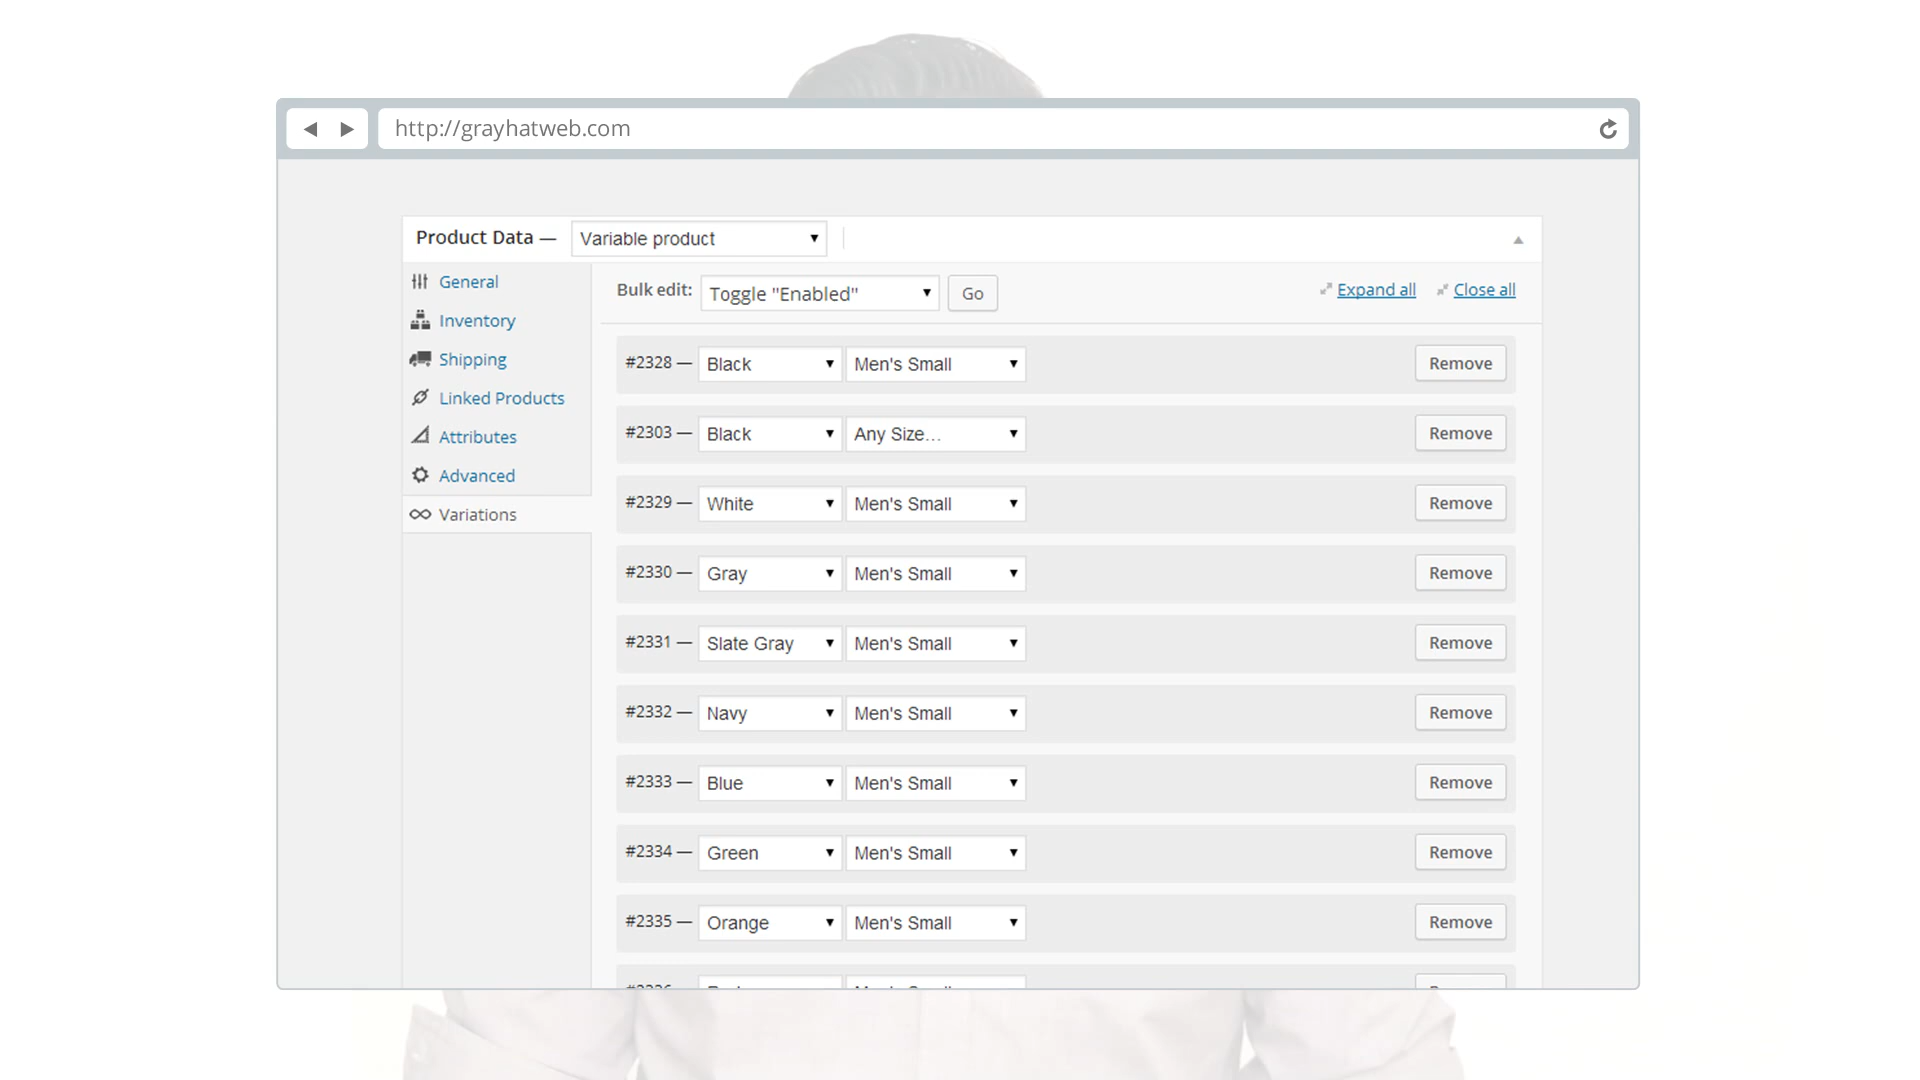 http://grayhatweb.com
Product Data — Variable product
General
Inventory
Shipping
Linked Products
Attributes
Advanced
Variations
Bulk edit: Toggle "Enabled" Go Expand all Close all
#2328 — Black Men's Small Remove
#2303 — Black Any Size… Remove
#2329 — White Men's Small Remove
#2330 — Gray Men's Small Remove
#2331 — Slate Gray Men's Small Remove
#2332 — Navy Men's Small Remove
#2333 — Blue Men's Small Remove
#2334 — Green Men's Small Remove
#2335 — Orange Men's Small Remove